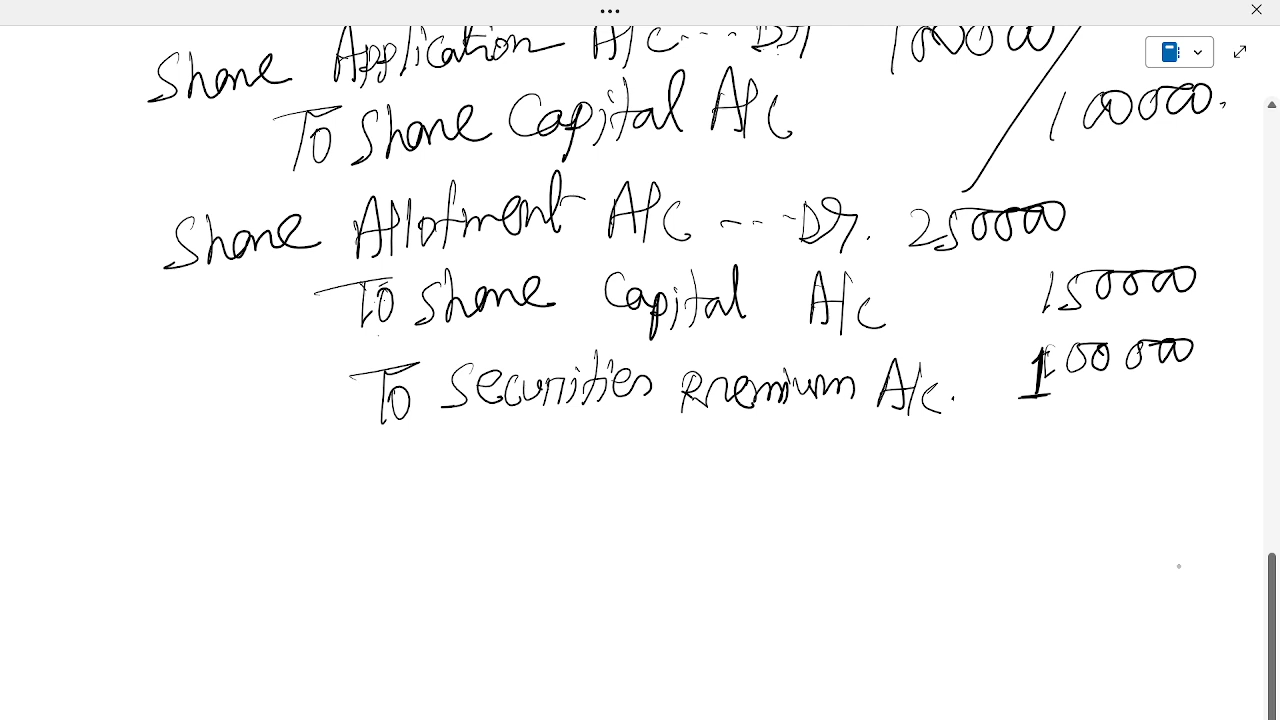 Share Application A/C---Dr 100000
To Share Capital A/C 100000.
Share Allotment A/C ---Dr. 250000
To Share Capital A/C 150000
To Securities Premium A/C. 100000